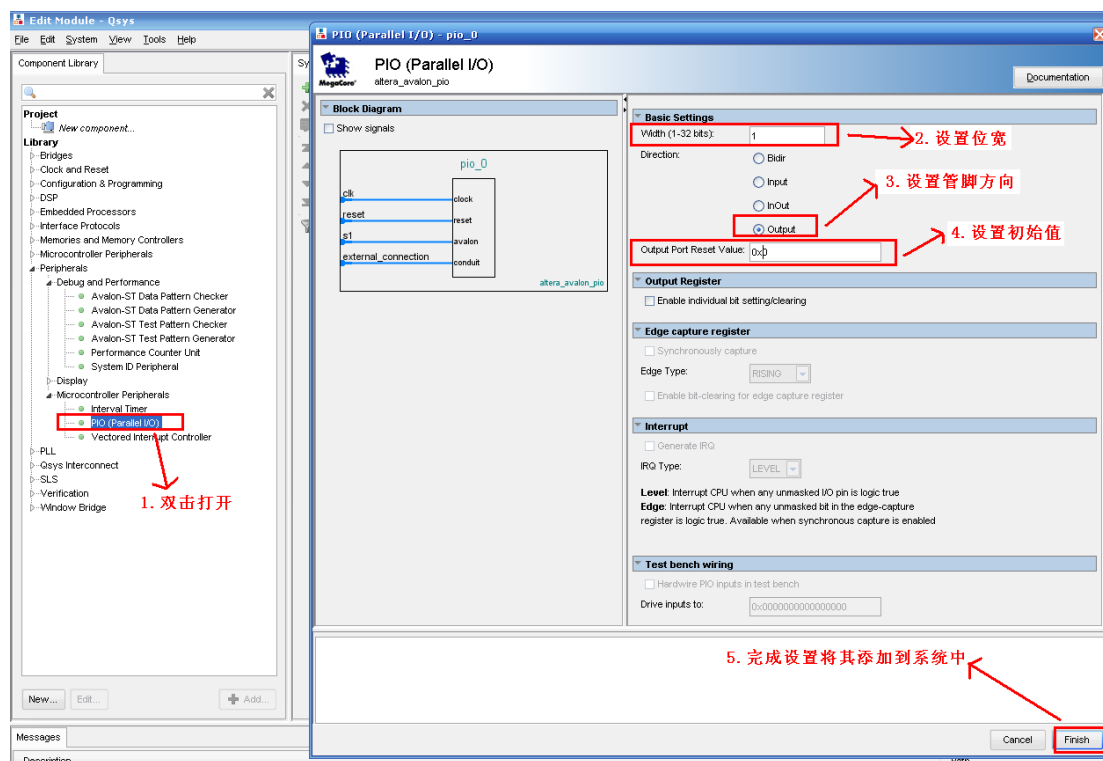 Edit Module - Qsys
File Edit System View Tools Help
Component Library
Project
New component...
Library
Bridges
Clock and Reset
Configuration & Programming
DSP
Embedded Processors
Interface Protocols
Memories and Memory Controllers
Microcontroller Peripherals
Peripherals
Debug and Performance
Avalon-ST Data Pattern Checker
Avalon-ST Data Pattern Generator
Avalon-ST Test Pattern Checker
Avalon-ST Test Pattern Generator
Performance Counter Unit
System ID Peripheral
Display
Microcontroller Peripherals
Interval Timer
PIO (Parallel I/O)
Vectored Interrupt Controller
PLL
Qsys Interconnect
SLS
Verification
Window Bridge
1. 双击打开
New... Edit... Add...
Messages
Description
Sy
PIO (Parallel I/O) - pio_0
MegaCore'
PIO (Parallel I/O)
altera_avalon_pio
Documentation
Block Diagram
Show signals
pio_0
clk
clock
reset
reset
s1
avalon
external_connection
conduit
altera_avalon_pio
Basic Settings
Width (1-32 bits): 1
2. 设置位宽
Direction:
Bidir
Input
InOut
Output
3. 设置管脚方向
Output Port Reset Value: 0x0
4. 设置初始值
Output Register
Enable individual bit setting/clearing
Edge capture register
Synchronously capture
Edge Type: RISING
Enable bit-clearing for edge capture register
Interrupt
Generate IRQ
IRQ Type: LEVEL
Level: Interrupt CPU when any unmasked I/O pin is logic true
Edge: Interrupt CPU when any unmasked bit in the edge-capture
register is logic true. Available when synchronous capture is enabled
Test bench wiring
Hardwire PIO inputs in test bench
Drive inputs to: 0x0000000000000000
5. 完成设置将其添加到系统中
Cancel Finish
Path